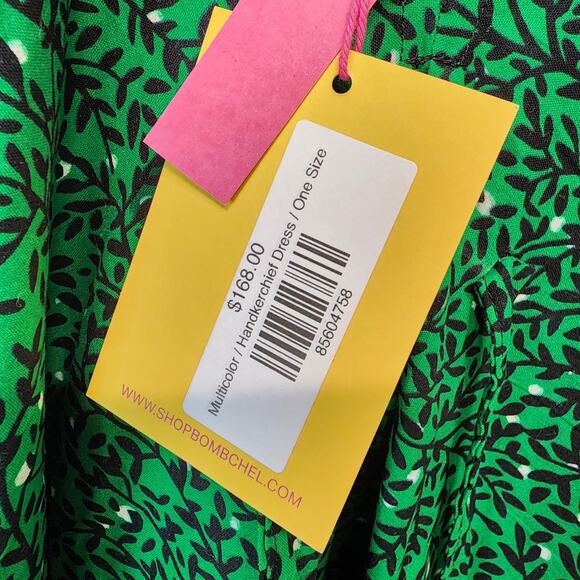 $168.00
Multicolor / Handkerchief Dress / One Size
85604758
WWW.SHOPBOMBCHEL.COM